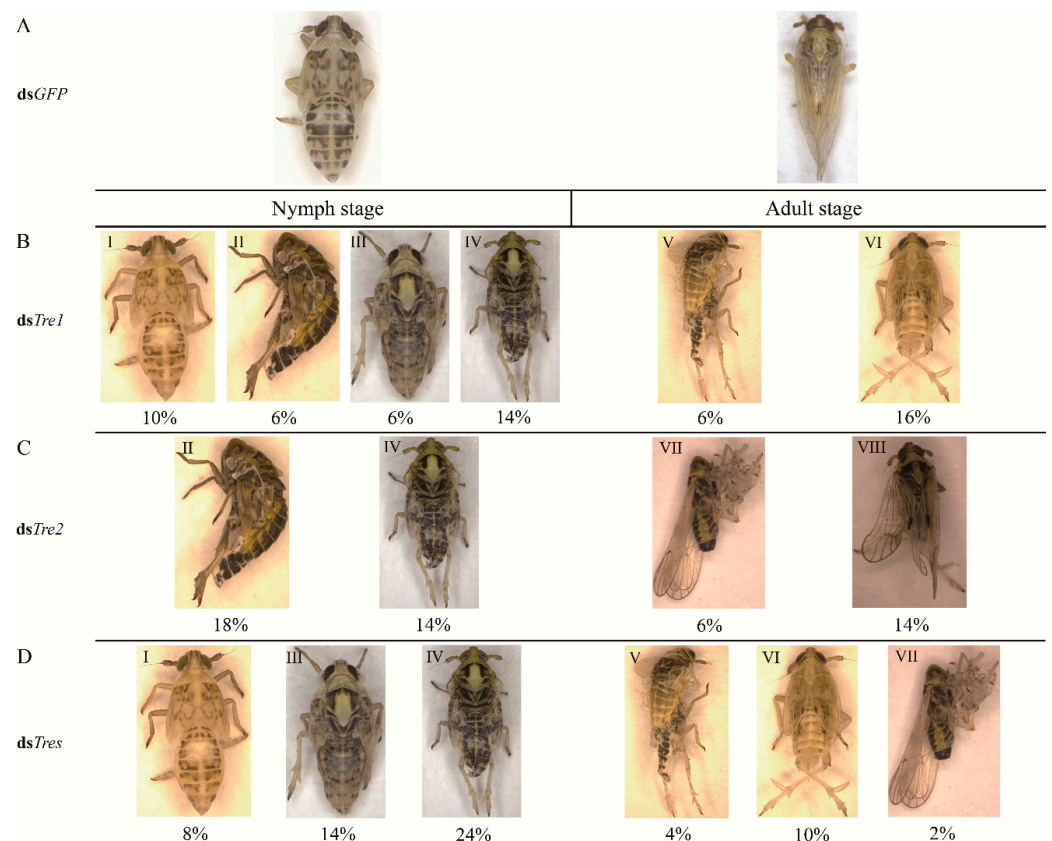 A
dsGFP
Nymph stage Adult stage
B I II III IV V VI
dsTre1
10% 6% 6% 14% 6% 16%
C II IV VII VIII
dsTre2
18% 14% 6% 14%
D I III IV V VI VII
dsTres
8% 14% 24% 4% 10% 2%